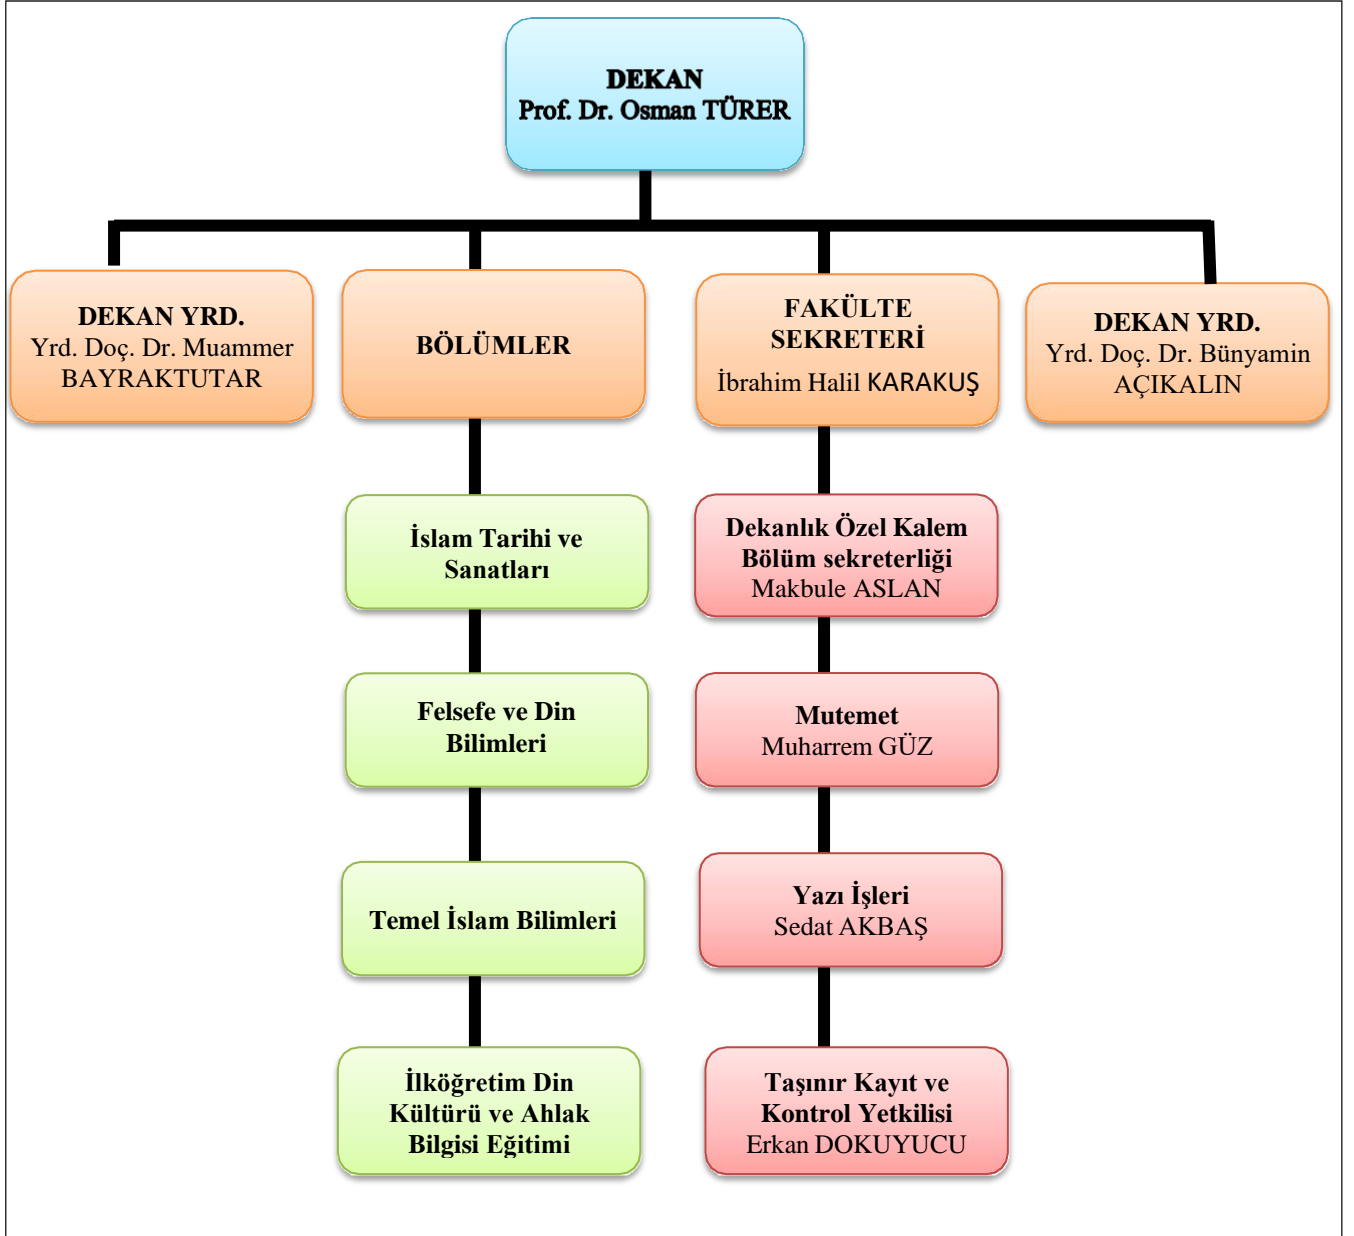 DEKAN
Prof. Dr. Osman TÜRER
DEKAN YRD.
Yrd. Doç. Dr. Muammer
BAYRAKTUTAR
BÖLÜMLER
FAKÜLTE
SEKRETERİ
İbrahim Halil KARAKUŞ
DEKAN YRD.
Yrd. Doç. Dr. Bünyamin
AÇIKALIN
İslam Tarihi ve
Sanatları
Felsefe ve Din
Bilimleri
Temel İslam Bilimleri
İlköğretim Din
Kültürü ve Ahlak
Bilgisi Eğitimi
Dekanlık Özel Kalem
Bölüm sekreterliği
Makbule ASLAN
Mutemet
Muharrem GÜZ
Yazı İşleri
Sedat AKBAŞ
Taşınır Kayıt ve
Kontrol Yetkilisi
Erkan DOKUYUCU